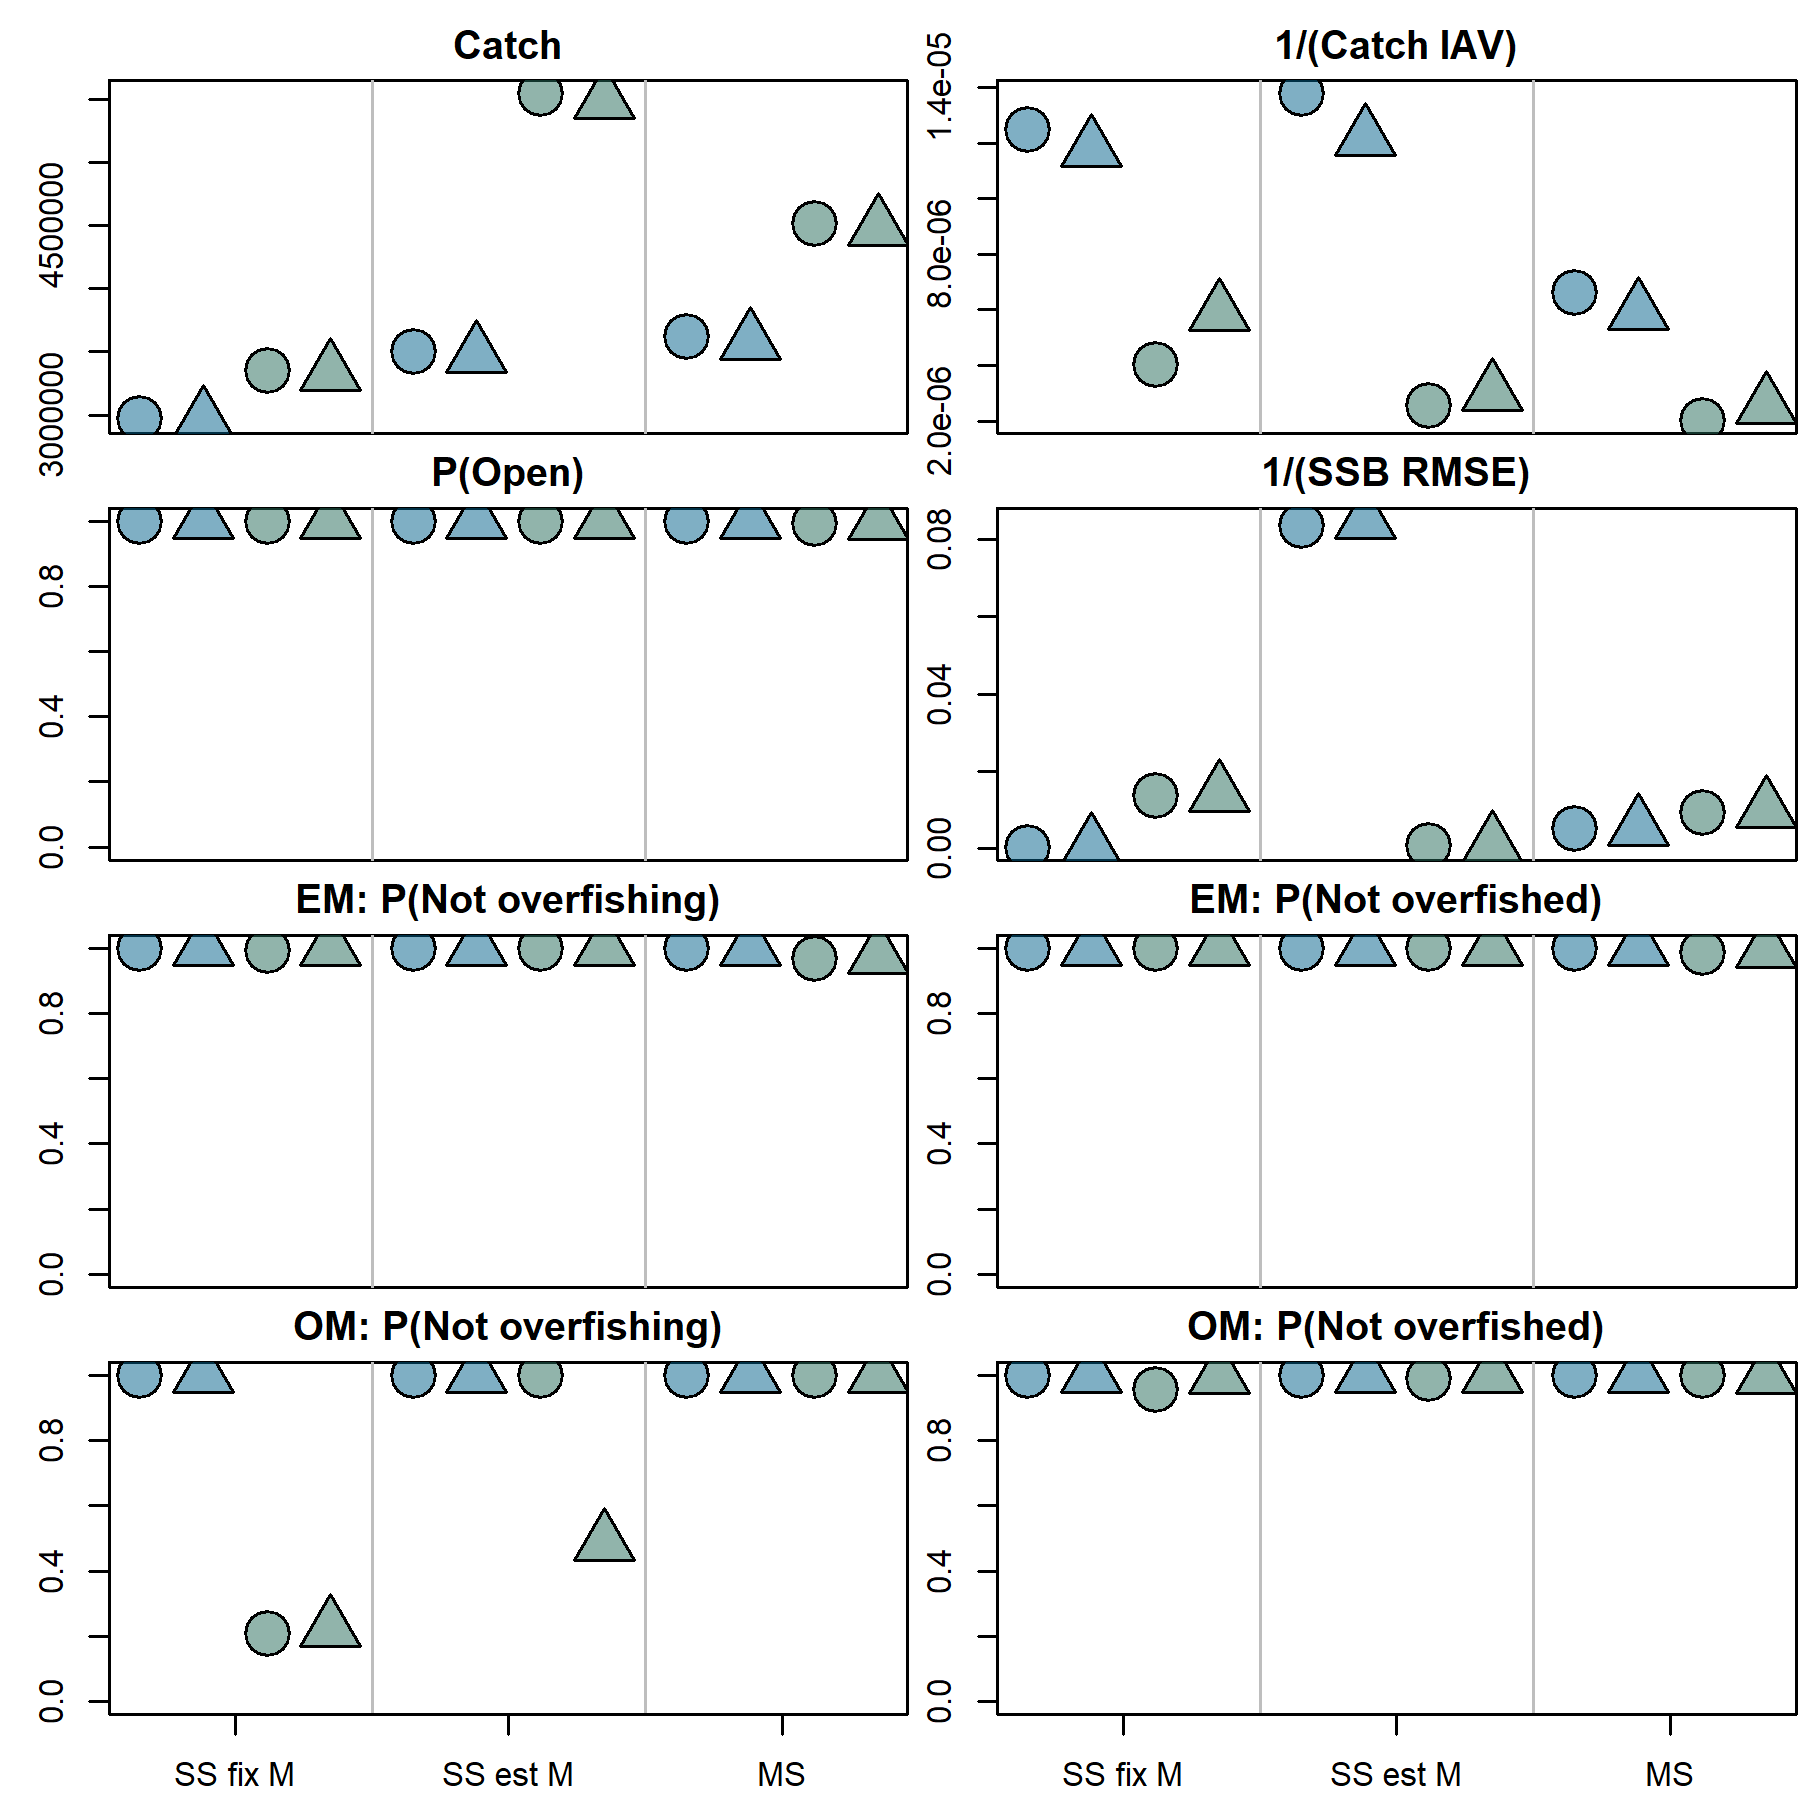 Catch
1/(Catch IAV)
4500000
3000000
1.4e-05
8.0e-06
2.0e-06
P(Open)
1/(SSB RMSE)
0.8
0.4
0.0
0.08
0.04
0.00
EM: P(Not overfishing)
EM: P(Not overfished)
0.8
0.4
0.0
0.8
0.4
0.0
OM: P(Not overfishing)
OM: P(Not overfished)
0.8
0.4
0.0
0.8
0.4
0.0
SS fix M
SS est M
MS
SS fix M
SS est M
MS